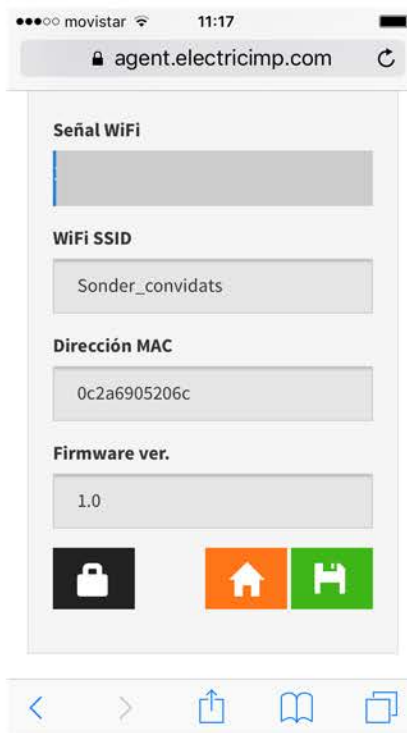 movistar 11:17
agent.electricimp.com
Señal WiFi
WiFi SSID
Sonder_convidats
Dirección MAC
0c2a6905206c
Firmware ver.
1.0